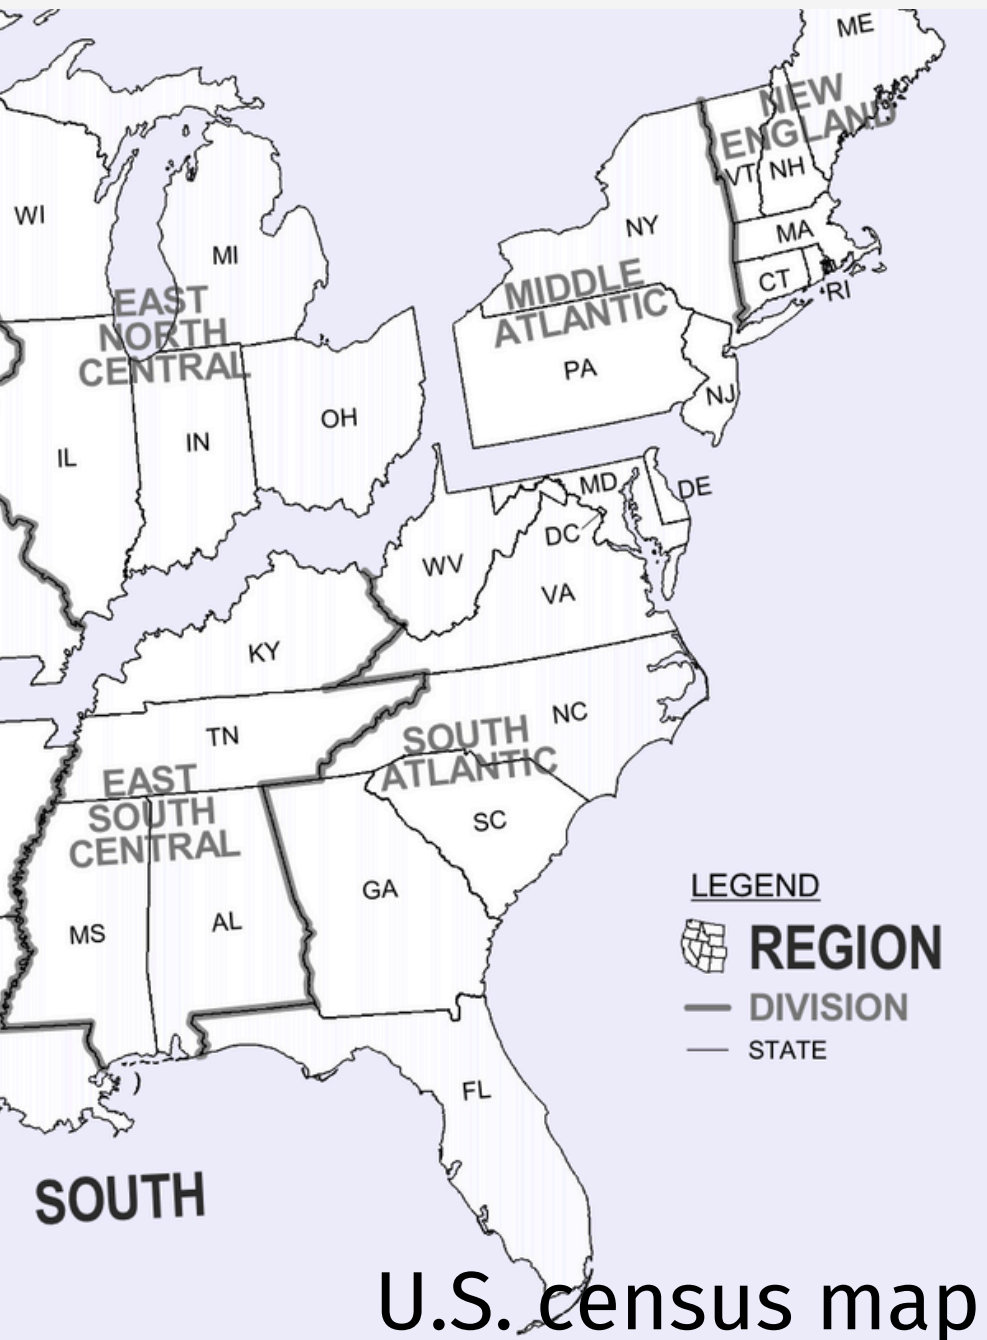 ME
NEW
ENGLAND
VT
NH
WI
NY
MA
MI
CT
RI
MIDDLE
ATLANTIC
EAST
NORTH
CENTRAL
PA
NJ
OH
IN
IL
MD
DE
DC
WV
VA
KY
NC
TN
SOUTH
ATLANTIC
EAST
SOUTH
CENTRAL
SC
GA
AL
MS
LEGEND
REGION
DIVISION
STATE
FL
SOUTH
U.S. census map